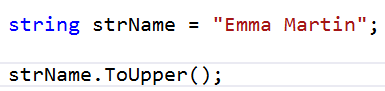 string strName = "Emma Martin";
strName.ToUpper();